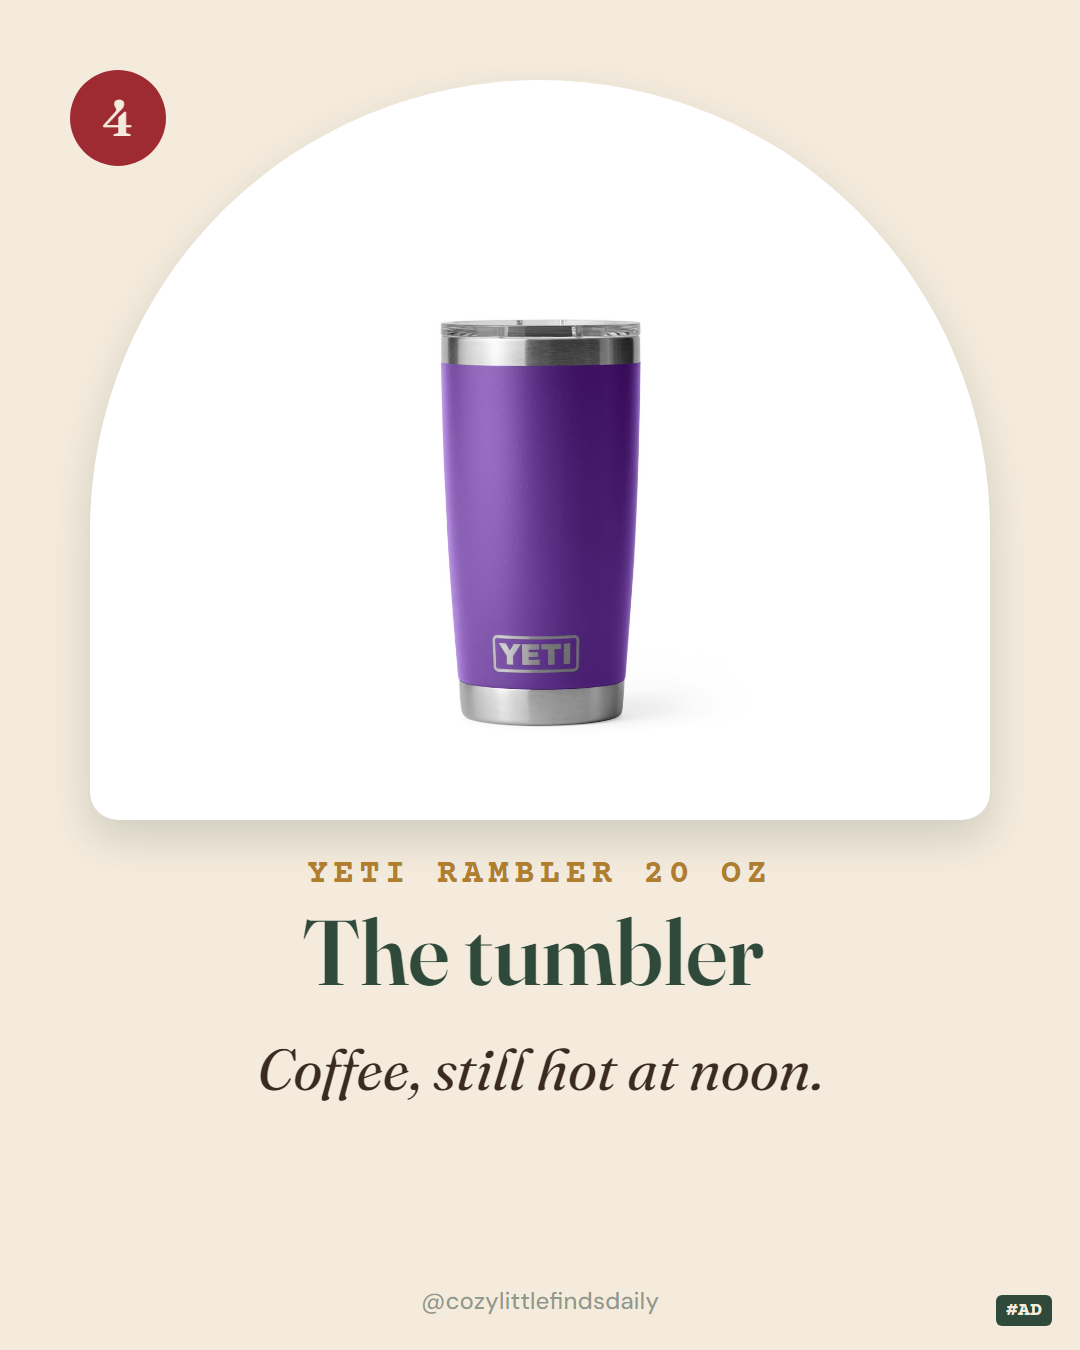 4
YETI
YETI RAMBLER 20 OZ
The tumbler
Coffee, still hot at noon.
@cozylittlefindsdaily
#AD